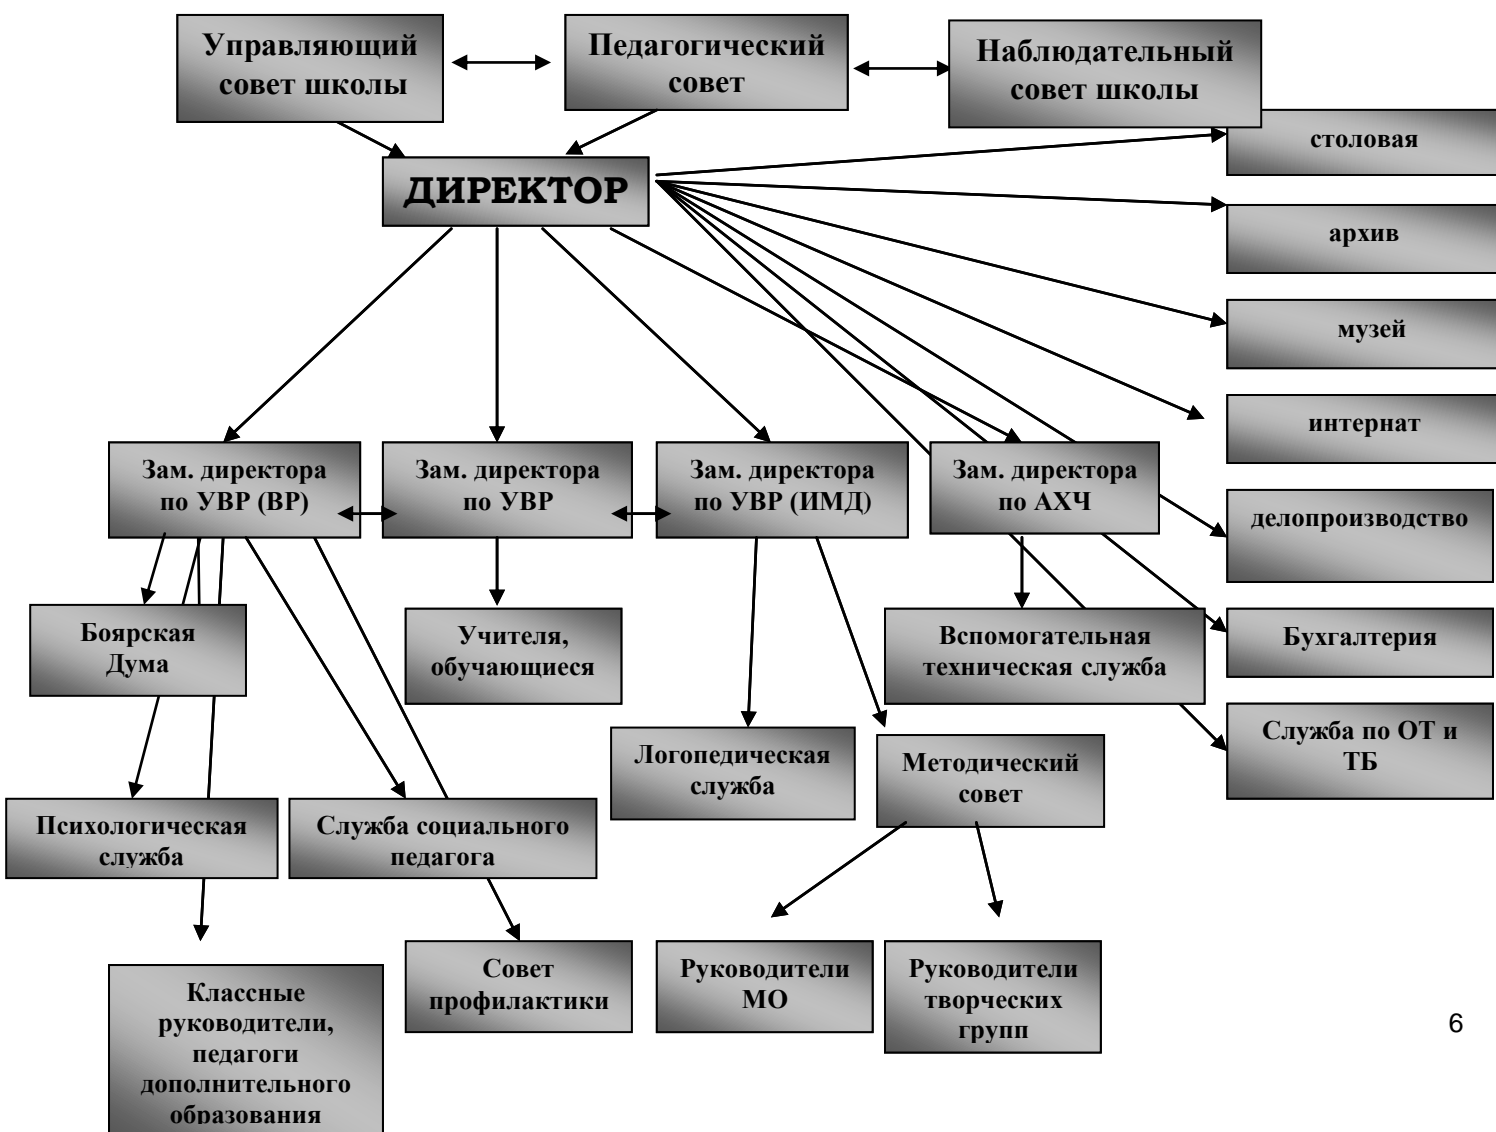 Управляющий
совет школы
Педагогический
совет
Наблюдательный
совет школы
ДИРЕКТОР
столовая
архив
музей
интернат
делопроизводство
Бухгалтерия
Служба по ОТ и
ТБ
Зам. директора
по УВР (ВР)
Зам. директора
по УВР
Зам. директора
по УВР (ИМД)
Зам. директора
по АХЧ
Боярская
Дума
Учителя,
обучающиеся
Вспомогательная
техническая служба
Логопедическая
служба
Методический
совет
Психологическая
служба
Служба социального
педагога
Классные
руководители,
педагоги
дополнительного
образования
Совет
профилактики
Руководители
МО
Руководители
творческих
групп
6